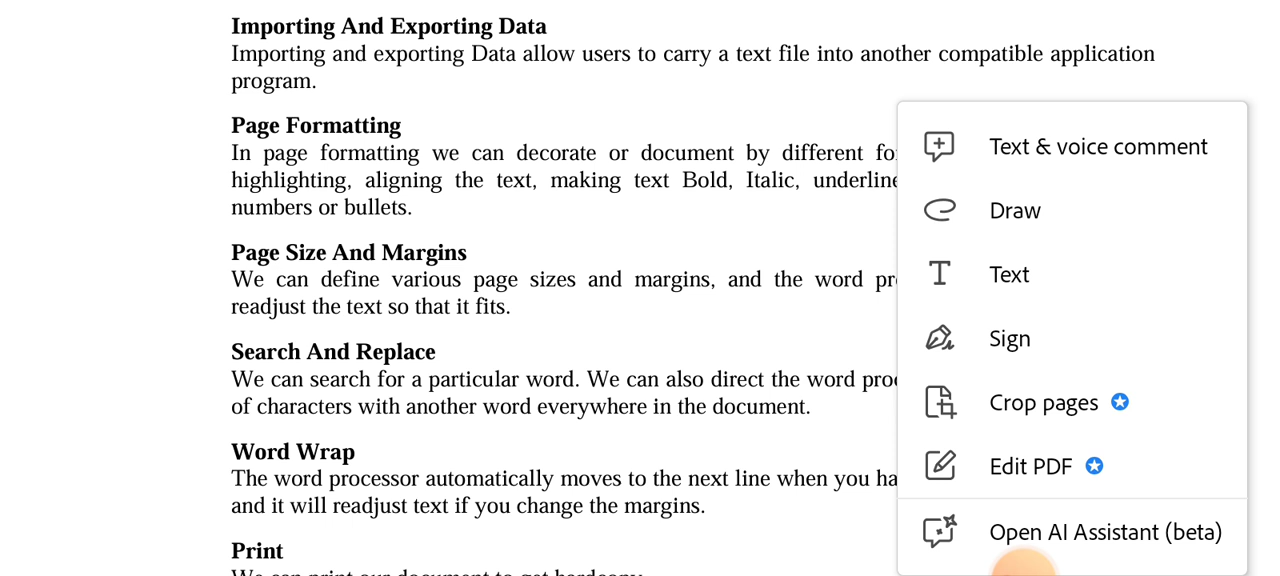 Importing And Exporting Data
Importing and exporting Data allow users to carry a text file into another compatible application
program.
Page Formatting
In page formatting we can decorate or document by different
highlighting, aligning the text, making text Bold, Italic, underline
numbers or bullets.
Page Size And Margins
We can define various page sizes and margins, and the word
readjust the text so that it fits.
Search And Replace
We can search for a particular word. We can also direct the word
of characters with another word everywhere in the document.
Word Wrap
The word processor automatically moves to the next line when you
and it will readjust text if you change the margins.
Print
Text & voice comment
Draw
Text
Sign
Crop pages
Edit PDF
Open AI Assistant (beta)